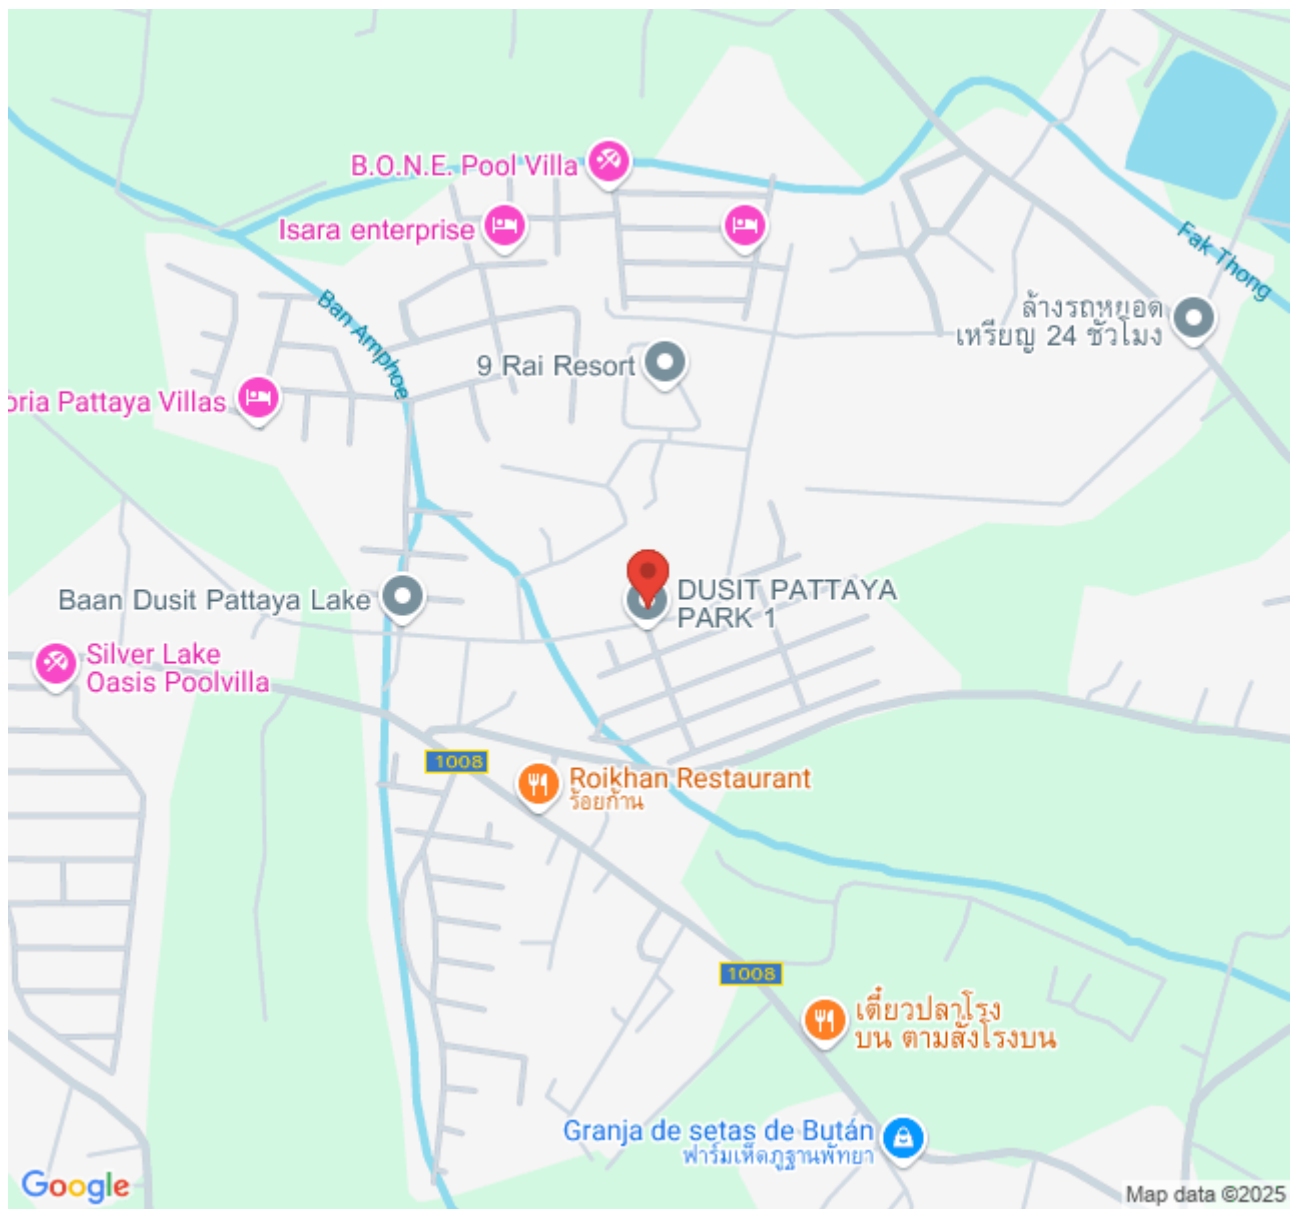 B.O.N.E. Pool Villa
Isara enterprise
Fak Thong
Ban Amphoe
ล้างรถหยอด
เหรียญ 24 ชั่วโมง
9 Rai Resort
oria Pattaya Villas
DUSIT PATTAYA
PARK 1
Baan Dusit Pattaya Lake
Silver Lake
Oasis Poolvilla
1008
Roikhan Restaurant
ร้อยก้าน
1008
เตี๋ยวปลาโรง
บน ตามสั่งโรงบน
Granja de setas de Bután
ฟาร์มเห็ดภูฐานพัทยา
Google
Map data ©2025